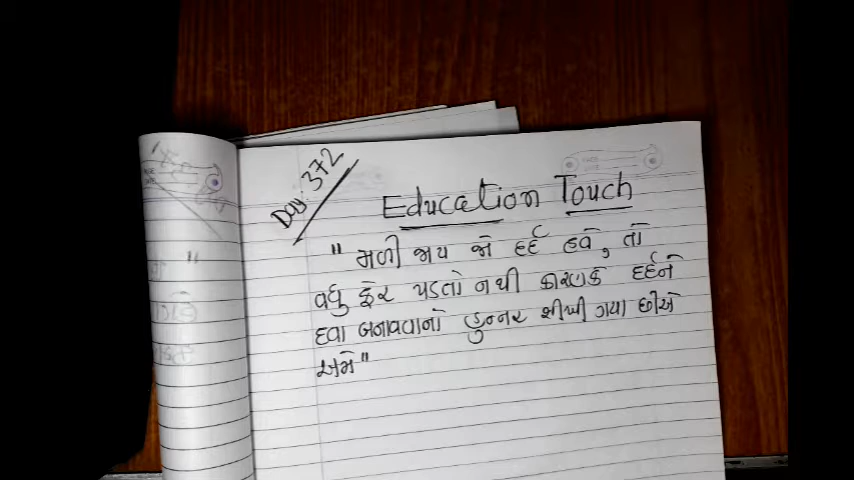 Day: 372
Education Touch
" મળી જાય જો દર્દ હવે, તો
વધુ ફેર પડતો નથી કારણકે દર્દને
દવા બનાવવાનો હુન્નર શીખી ગયા છીએ
અમે"